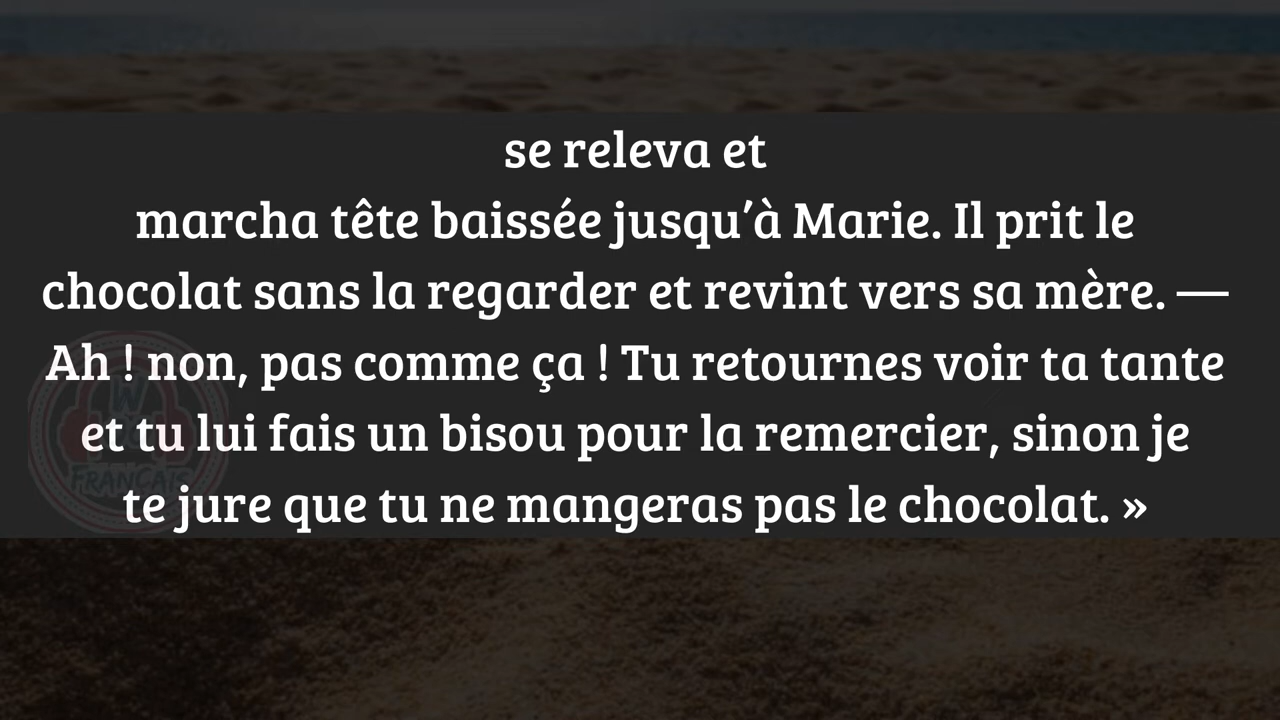 se releva et
marcha tête baissée jusqu’à Marie. Il prit le
chocolat sans la regarder et revint vers sa mère. —
Ah ! non, pas comme ça ! Tu retournes voir ta tante
et tu lui fais un bisou pour la remercier, sinon je
te jure que tu ne mangeras pas le chocolat. »
FRANCAIS